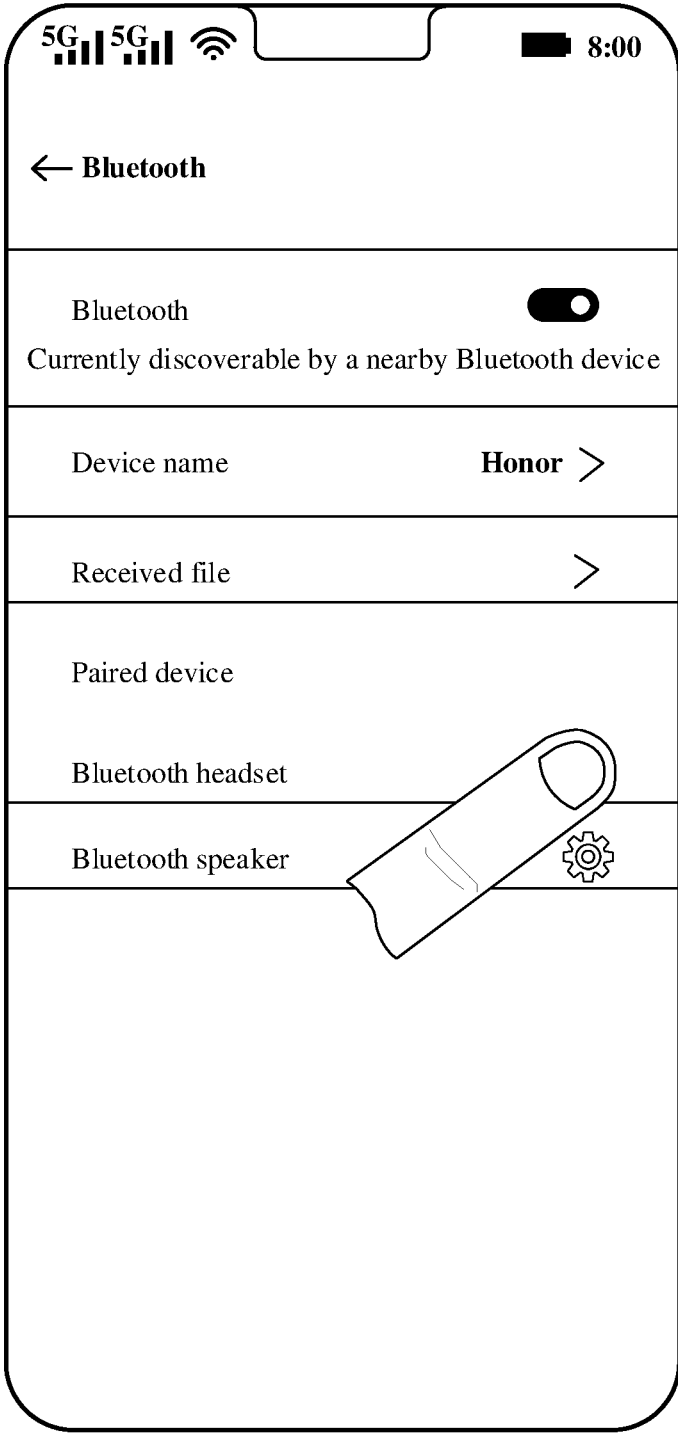 5G 5G 8:00
Bluetooth
Bluetooth
Currently discoverable by a nearby Bluetooth device
Device name Honor
Received file
Paired device
Bluetooth headset
Bluetooth speaker